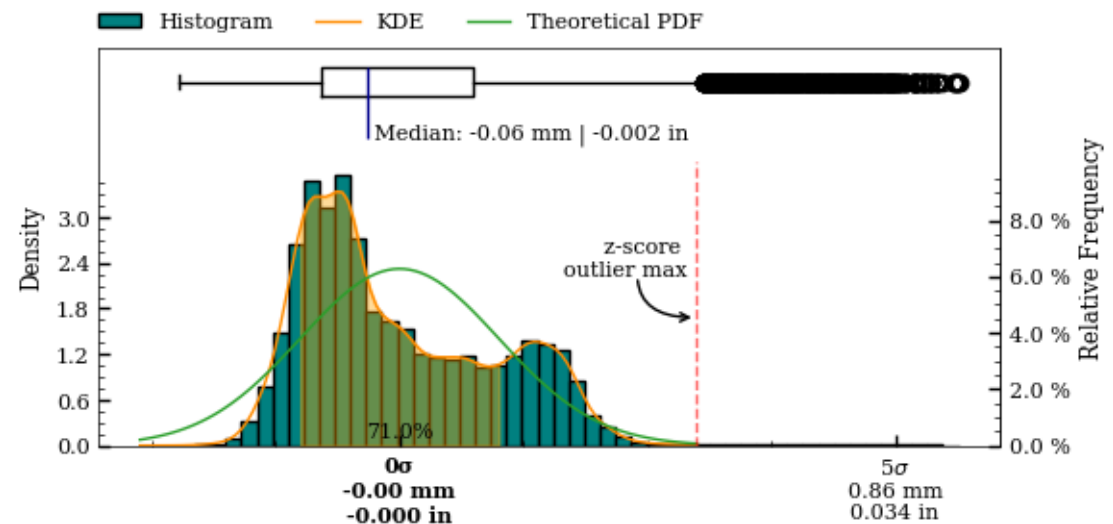 Histogram KDE Theoretical PDF
Median: -0.06 mm | -0.002 in
Density
3.0
2.4
1.8
1.2
0.6
0.0
z-score
outlier max
71.0%
8.0 %
6.0 %
4.0 %
2.0 %
0.0 %
Relative Frequency
0σ
-0.00 mm
-0.000 in
5σ
0.86 mm
0.034 in